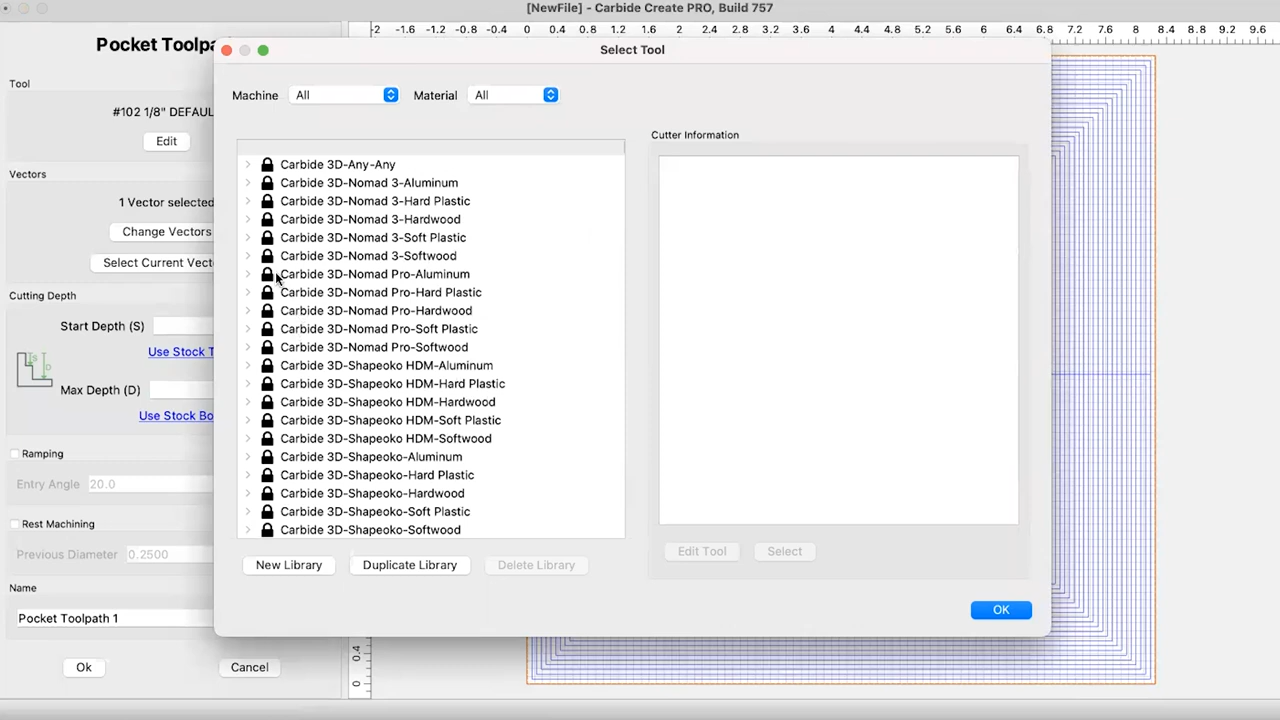 [NewFile] - Carbide Create PRO, Build 757
-1.6 -1.2 -0.8 -0.4 0 0.4 0.8 1.2 1.6 2 2.4 2.8 3.2 3.6 4 4.4 4.8 5.2 5.6 6 6.4 6.8 7.2 7.6 8 8.4 8.8 9.2 9.6
Pocket Toolpa
Tool
#102 1/8" DEFAUL
Edit
Vectors
1 Vector selected
Change Vectors
Select Current Vect
Cutting Depth
Start Depth (S)
Use Stock T
S
D
Max Depth (D)
Use Stock Bo
Ramping
Entry Angle 20.0
Rest Machining
Previous Diameter 0.2500
Name
Pocket Toolpath 1
Ok Cancel
Select Tool
Machine All All
Cutter Information
Carbide 3D-Any -Any
Carbide 3D-Nomad 3-Aluminum
Carbide 3D-Nomad 3-Hard Plastic
Carbide 3D-Nomad 3-Hardwood
Carbide 3D-Nomad 3-Soft Plastic
Carbide 3D-Nomad 3-Softwood
Carbide 3D-Nomad Pro-Aluminum
Carbide 3D-Nomad Pro-Hard Plastic
Carbide 3D-Nomad Pro-Hardwood
Carbide 3D-Nomad Pro-Soft Plastic
Carbide 3D-Nomad Pro-Softwood
Carbide 3D-Shapeoko HDM-Aluminum
Carbide 3D-Shapeoko HDM-Hard Plastic
Carbide 3D-Shapeoko HDM-Hardwood
Carbide 3D-Shapeoko HDM-Soft Plastic
Carbide 3D-Shapeoko HDM-Softwood
Carbide 3D-Shapeoko-Aluminum
Carbide 3D-Shapeoko-Hard Plastic
Carbide 3D-Shapeoko-Hardwood
Carbide 3D-Shapeoko-Soft Plastic
Carbide 3D-Shapeoko-Softwood
New Library Duplicate Library Delete Library
Edit Tool Select
OK
0